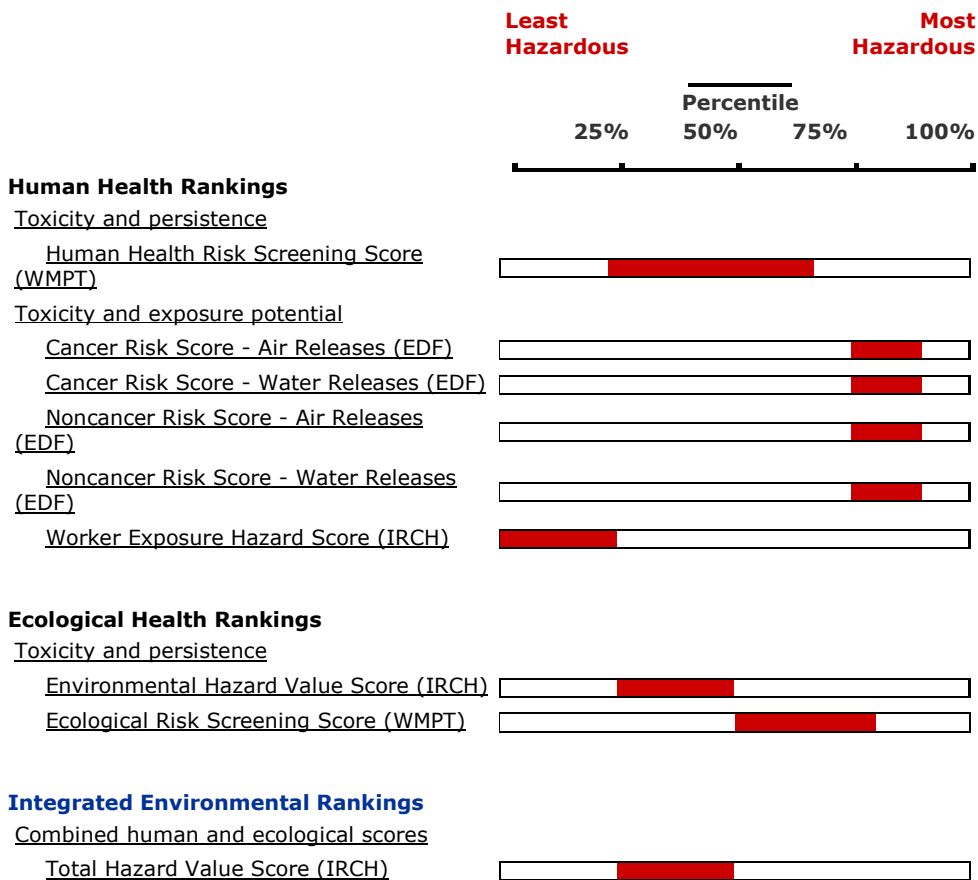 Least Most
Hazardous Hazardous
Percentile
25% 50% 75% 100%
Human Health Rankings
Toxicity and persistence
Human Health Risk Screening Score
(WMPT)
Toxicity and exposure potential
Cancer Risk Score - Air Releases (EDF)
Cancer Risk Score - Water Releases (EDF)
Noncancer Risk Score - Air Releases
(EDF)
Noncancer Risk Score - Water Releases
(EDF)
Worker Exposure Hazard Score (IRCH)
Ecological Health Rankings
Toxicity and persistence
Environmental Hazard Value Score (IRCH)
Ecological Risk Screening Score (WMPT)
Integrated Environmental Rankings
Combined human and ecological scores
Total Hazard Value Score (IRCH)